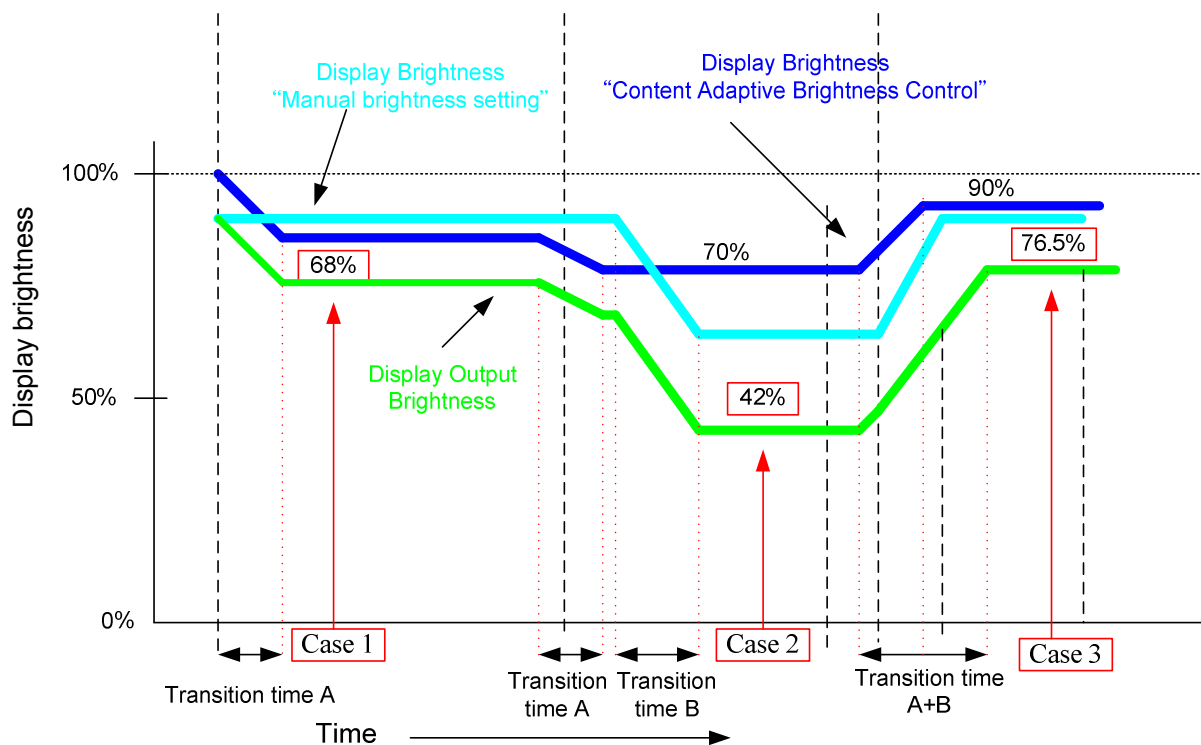 Display Brightness
“Manual brightness setting”
Display Brightness
“Content Adaptive Brightness Control”
100%
90%
68%
70%
76.5%
Display brightness
Display Output
Brightness
50%
42%
0%
Case 1
Case 2
Case 3
Transition time A
Transition
time A
Transition
time B
Transition time
A+B
Time